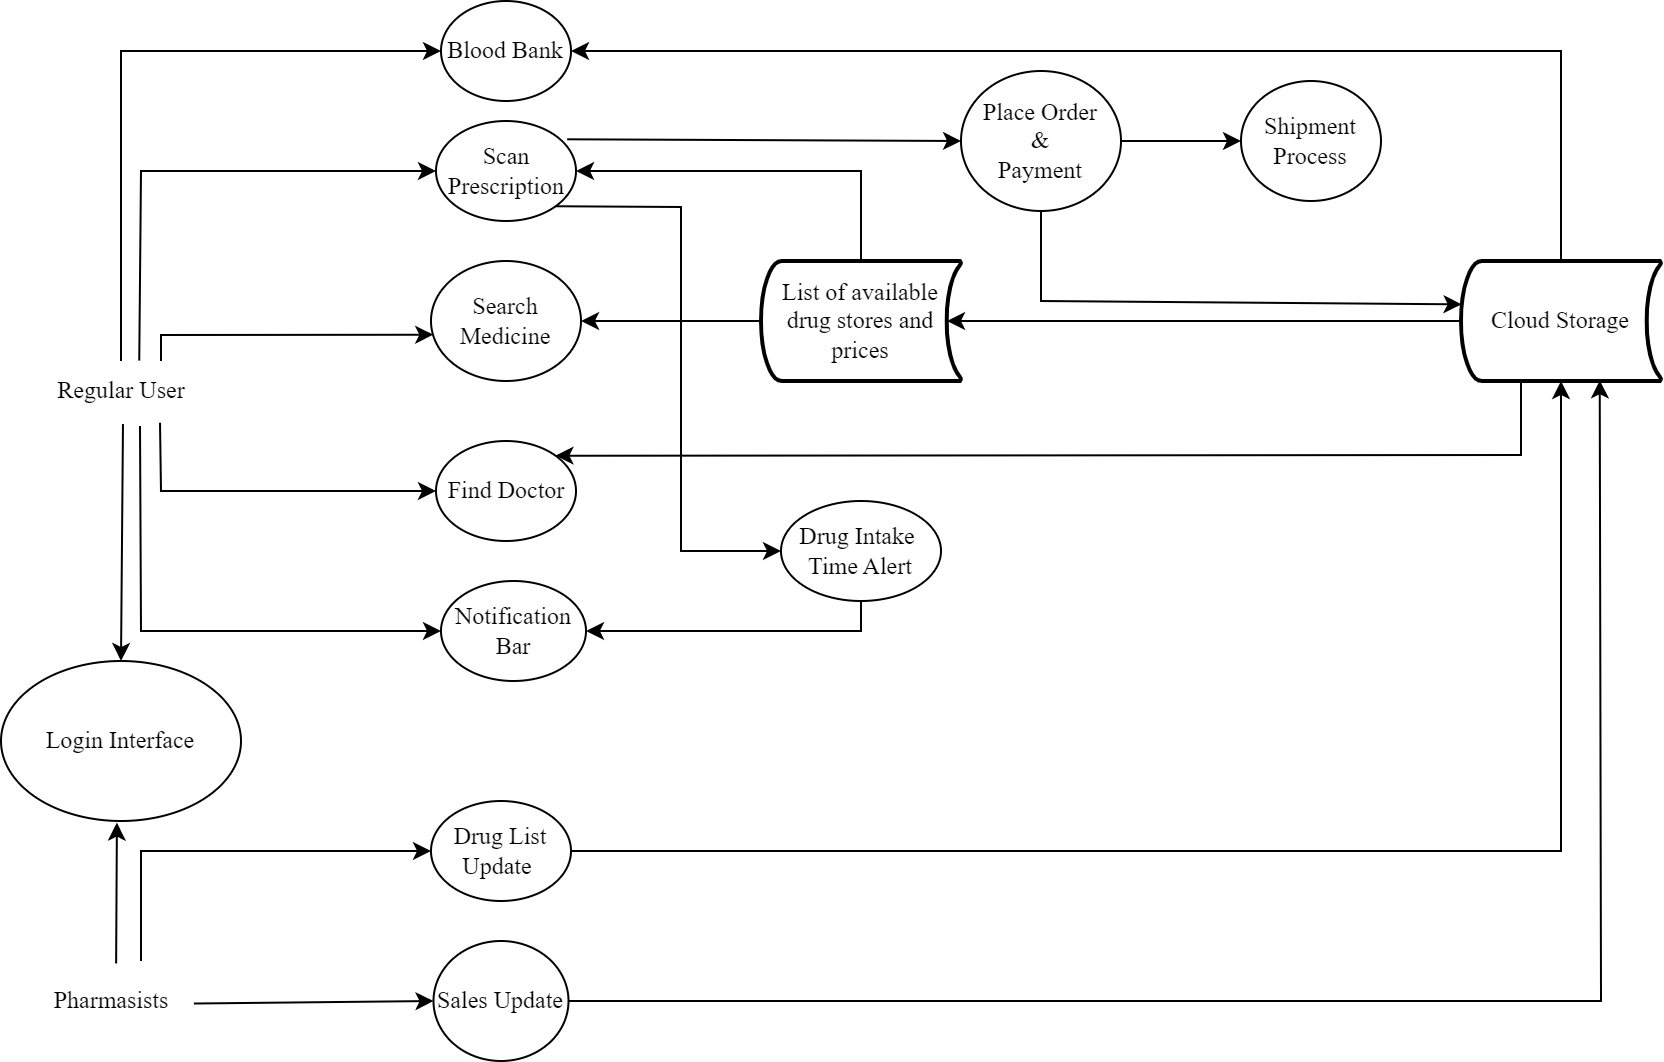 Blood Bank
Scan
Prescription
Place Order
&
Payment
Shipment
Process
Search
Medicine
List of available
drug stores and
prices
Cloud Storage
Regular User
Find Doctor
Drug Intake
Time Alert
Notification
Bar
Login Interface
Drug List
Update
Pharmasists
Sales Update